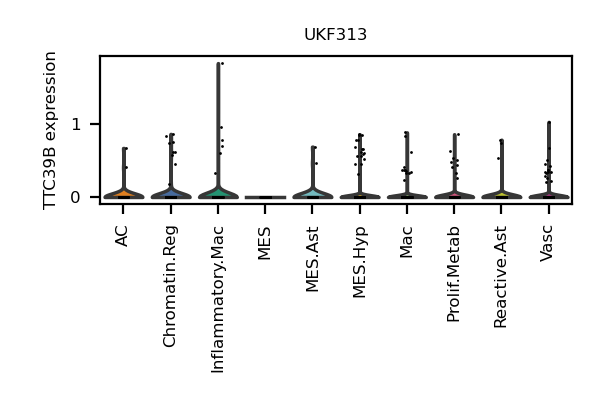 UKF313
TTC39B expression
1
0
AC
Chromatin.Reg
Inflammatory.Mac
MES
MES.Ast
MES.Hyp
Mac
Prolif.Metab
Reactive.Ast
Vasc